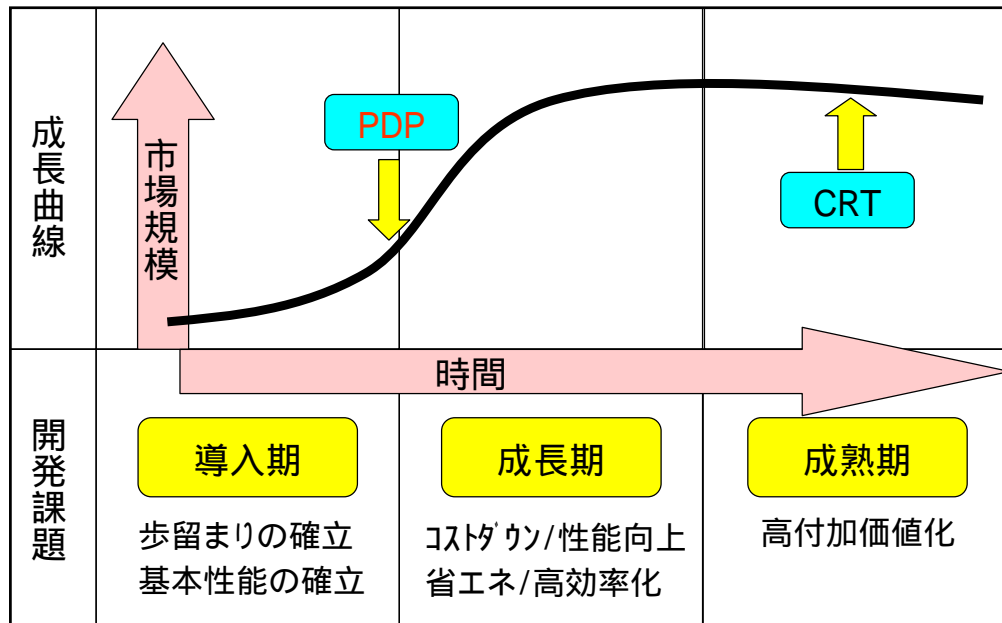 成長曲線
市場規模
PDP
CRT
時間
開発課題
導入期
歩留まりの確立
基本性能の確立
成長期
ｺｽﾄﾀﾞｳﾝ/性能向上
省エネ/高効率化
成熟期
高付加価値化